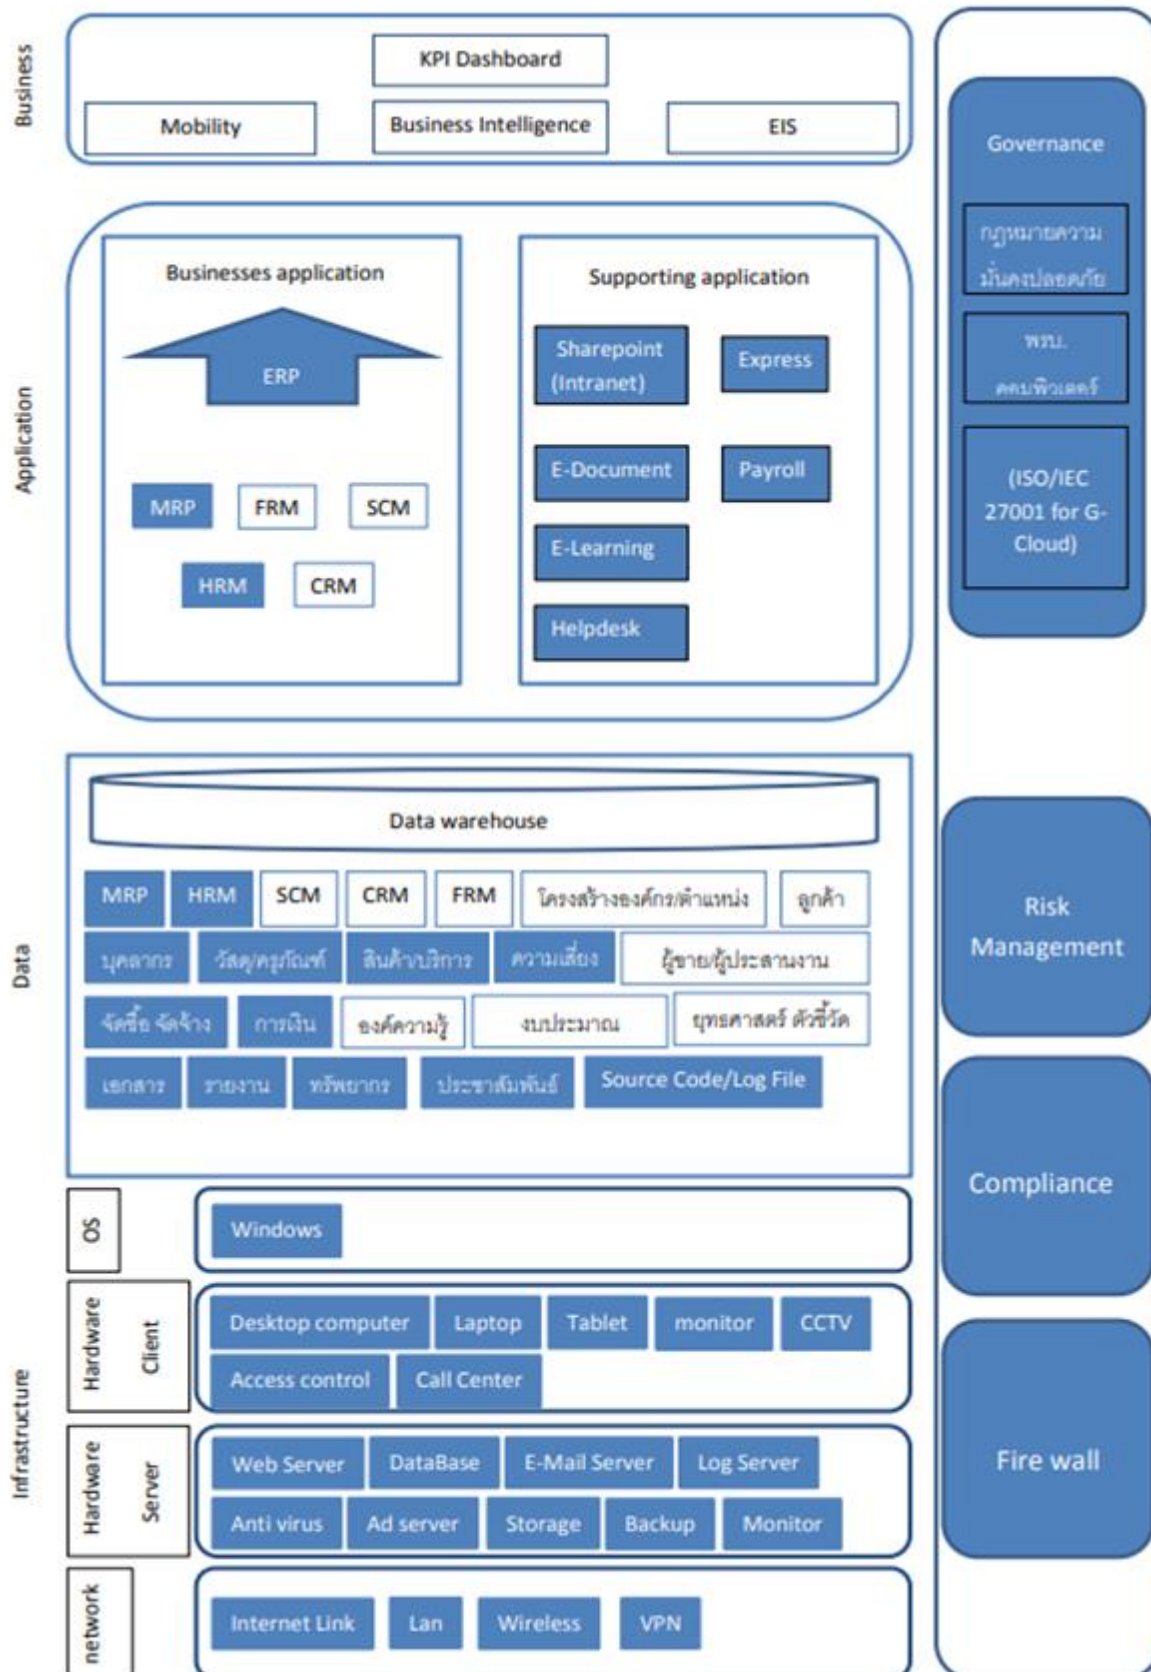 Business
KPI Dashboard
Mobility
Business Intelligence
EIS
Application
Businesses application
ERP
MRP
FRM
SCM
HRM
CRM
Supporting application
Sharepoint
(Intranet)
Express
E-Document
Payroll
E-Learning
Helpdesk
Data
Data warehouse
MRP
HRM
SCM
CRM
FRM
โครงสร้างองค์กร/ตำแหน่ง
ลูกค้า
บุคลากร
วัสดุ/ครุภัณฑ์
สินค้า/บริการ
ความเสี่ยง
ผู้ขาย/ผู้ประสานงาน
จัดซื้อ จัดจ้าง
การเงิน
องค์ความรู้
งบประมาณ
ยุทธศาสตร์ ตัวชี้วัด
เอกสาร
รายงาน
ทรัพยากร
ประชาสัมพันธ์
Source Code/Log File
Infrastructure
OS
Windows
Hardware
Client
Desktop computer
Laptop
Tablet
monitor
CCTV
Access control
Call Center
Hardware
Server
Web Server
DataBase
E-Mail Server
Log Server
Anti virus
Ad server
Storage
Backup
Monitor
network
Internet Link
Lan
Wireless
VPN
Governance
กฎหมายความ
มั่นคงปลอดภัย
พรบ.
คอมพิวเตอร์
(ISO/IEC
27001 for G-
Cloud)
Risk
Management
Compliance
Fire wall